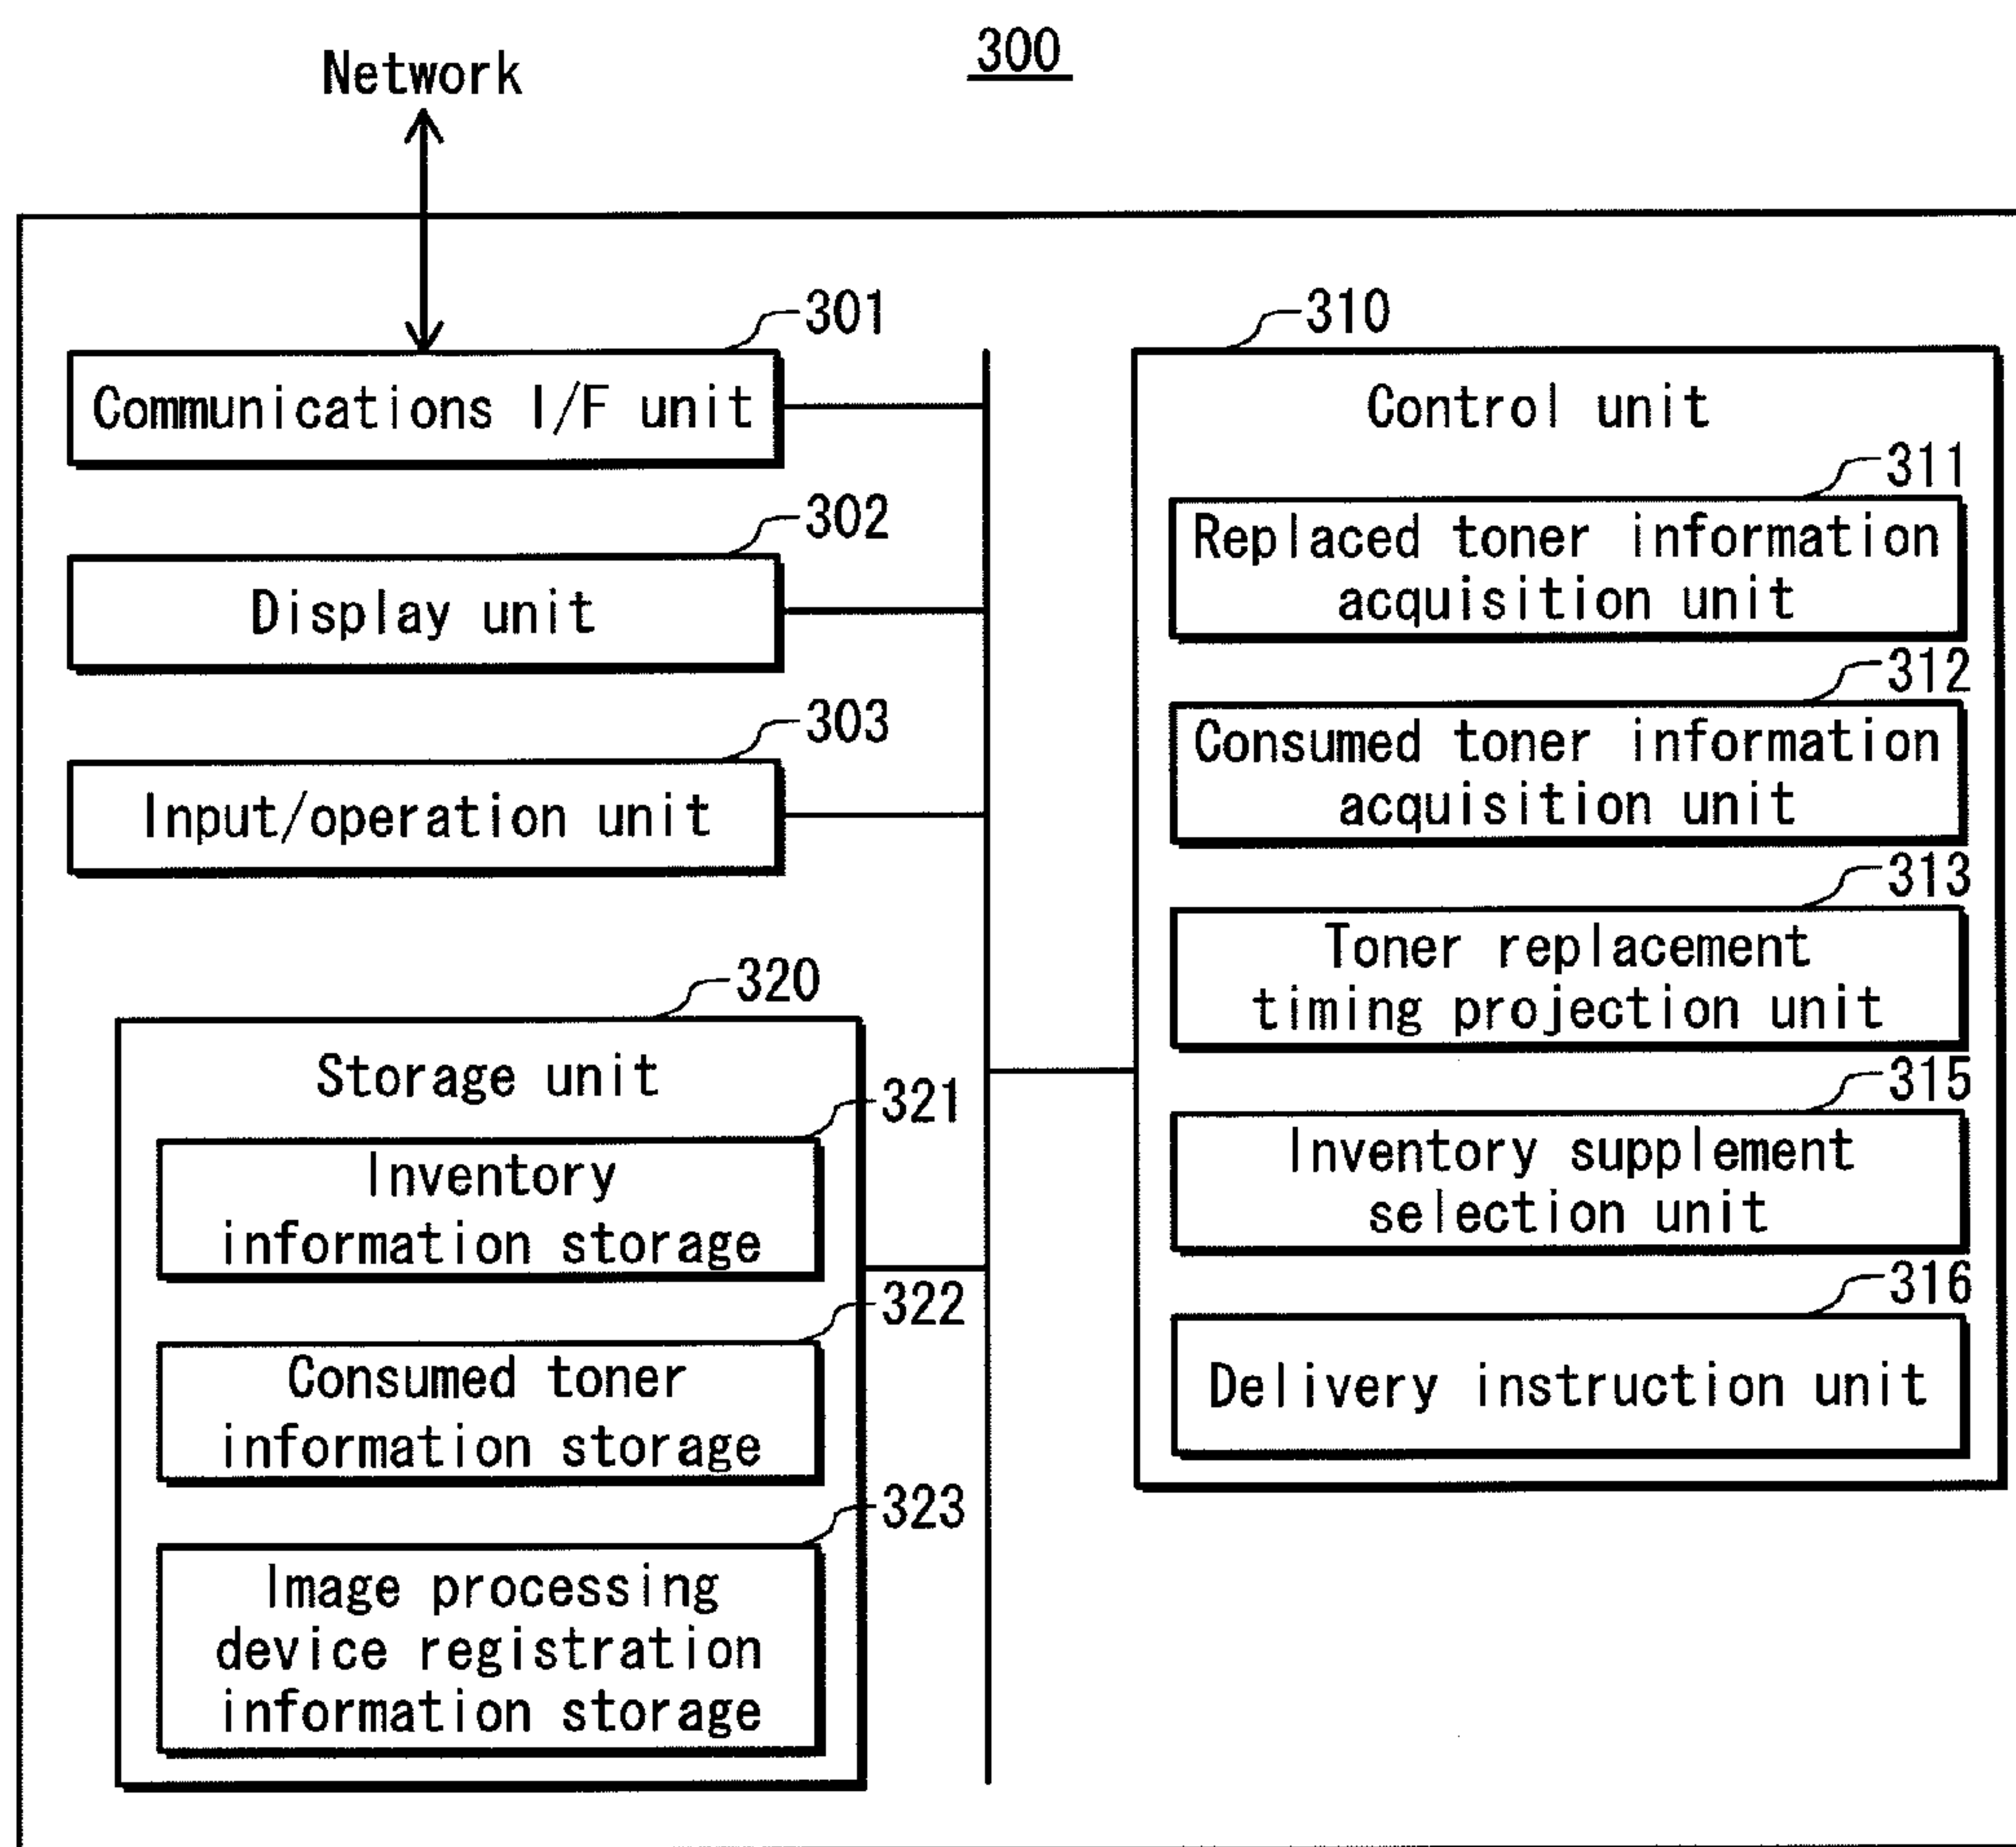 300
Network
301
Communications I/F unit
302
Display unit
303
Input/operation unit
320
Storage unit
321
Inventory
information storage
322
Consumed toner
information storage
323
Image processing
device registration
information storage
310
Control unit
311
Replaced toner information
acquisition unit
312
Consumed toner information
acquisition unit
313
Toner replacement
timing projection unit
315
Inventory supplement
selection unit
316
Delivery instruction unit